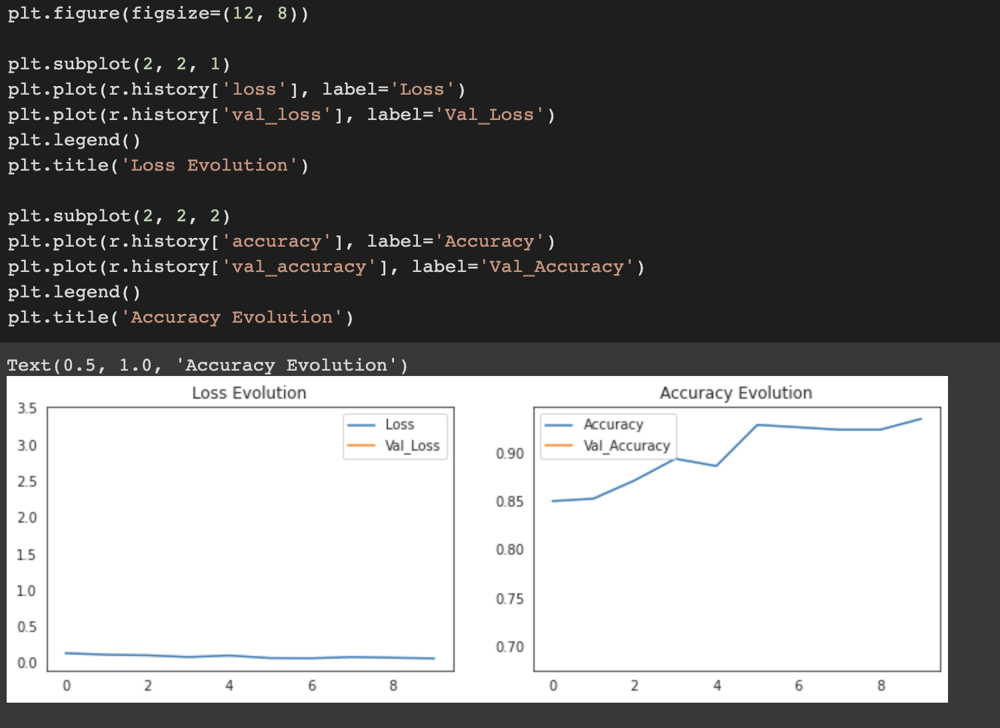 plt.figure(figsize=(12, 8))
plt.subplot(2, 2, 1)
plt.plot(r.history['loss'], label='Loss')
plt.plot(r.history['val_loss'], label='Val_Loss')
plt.legend()
plt.title('Loss Evolution')
plt.subplot(2, 2, 2)
plt.plot(r.history['accuracy'], label='Accuracy')
plt.plot(r.history['val_accuracy'], label='Val_Accuracy')
plt.legend()
plt.title('Accuracy Evolution')
Text(0.5, 1.0, 'Accuracy Evolution')
Loss Evolution
3.5
3.0
2.5
2.0
1.5
1.0
0.5
0.0
Loss
Val_Loss
0 2 4 6 8
Accuracy Evolution
0.90
0.85
0.80
0.75
0.70
Accuracy
Val_Accuracy
0 2 4 6 8